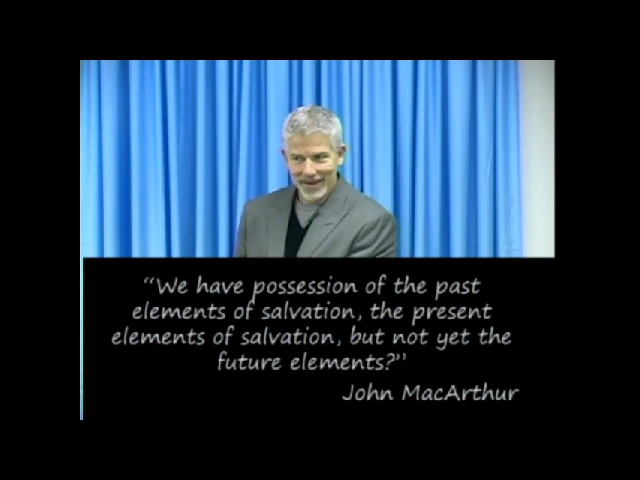 “We have possession of the past
elements of salvation, the present
elements of salvation, but not yet the
future elements?”
John MacArthur